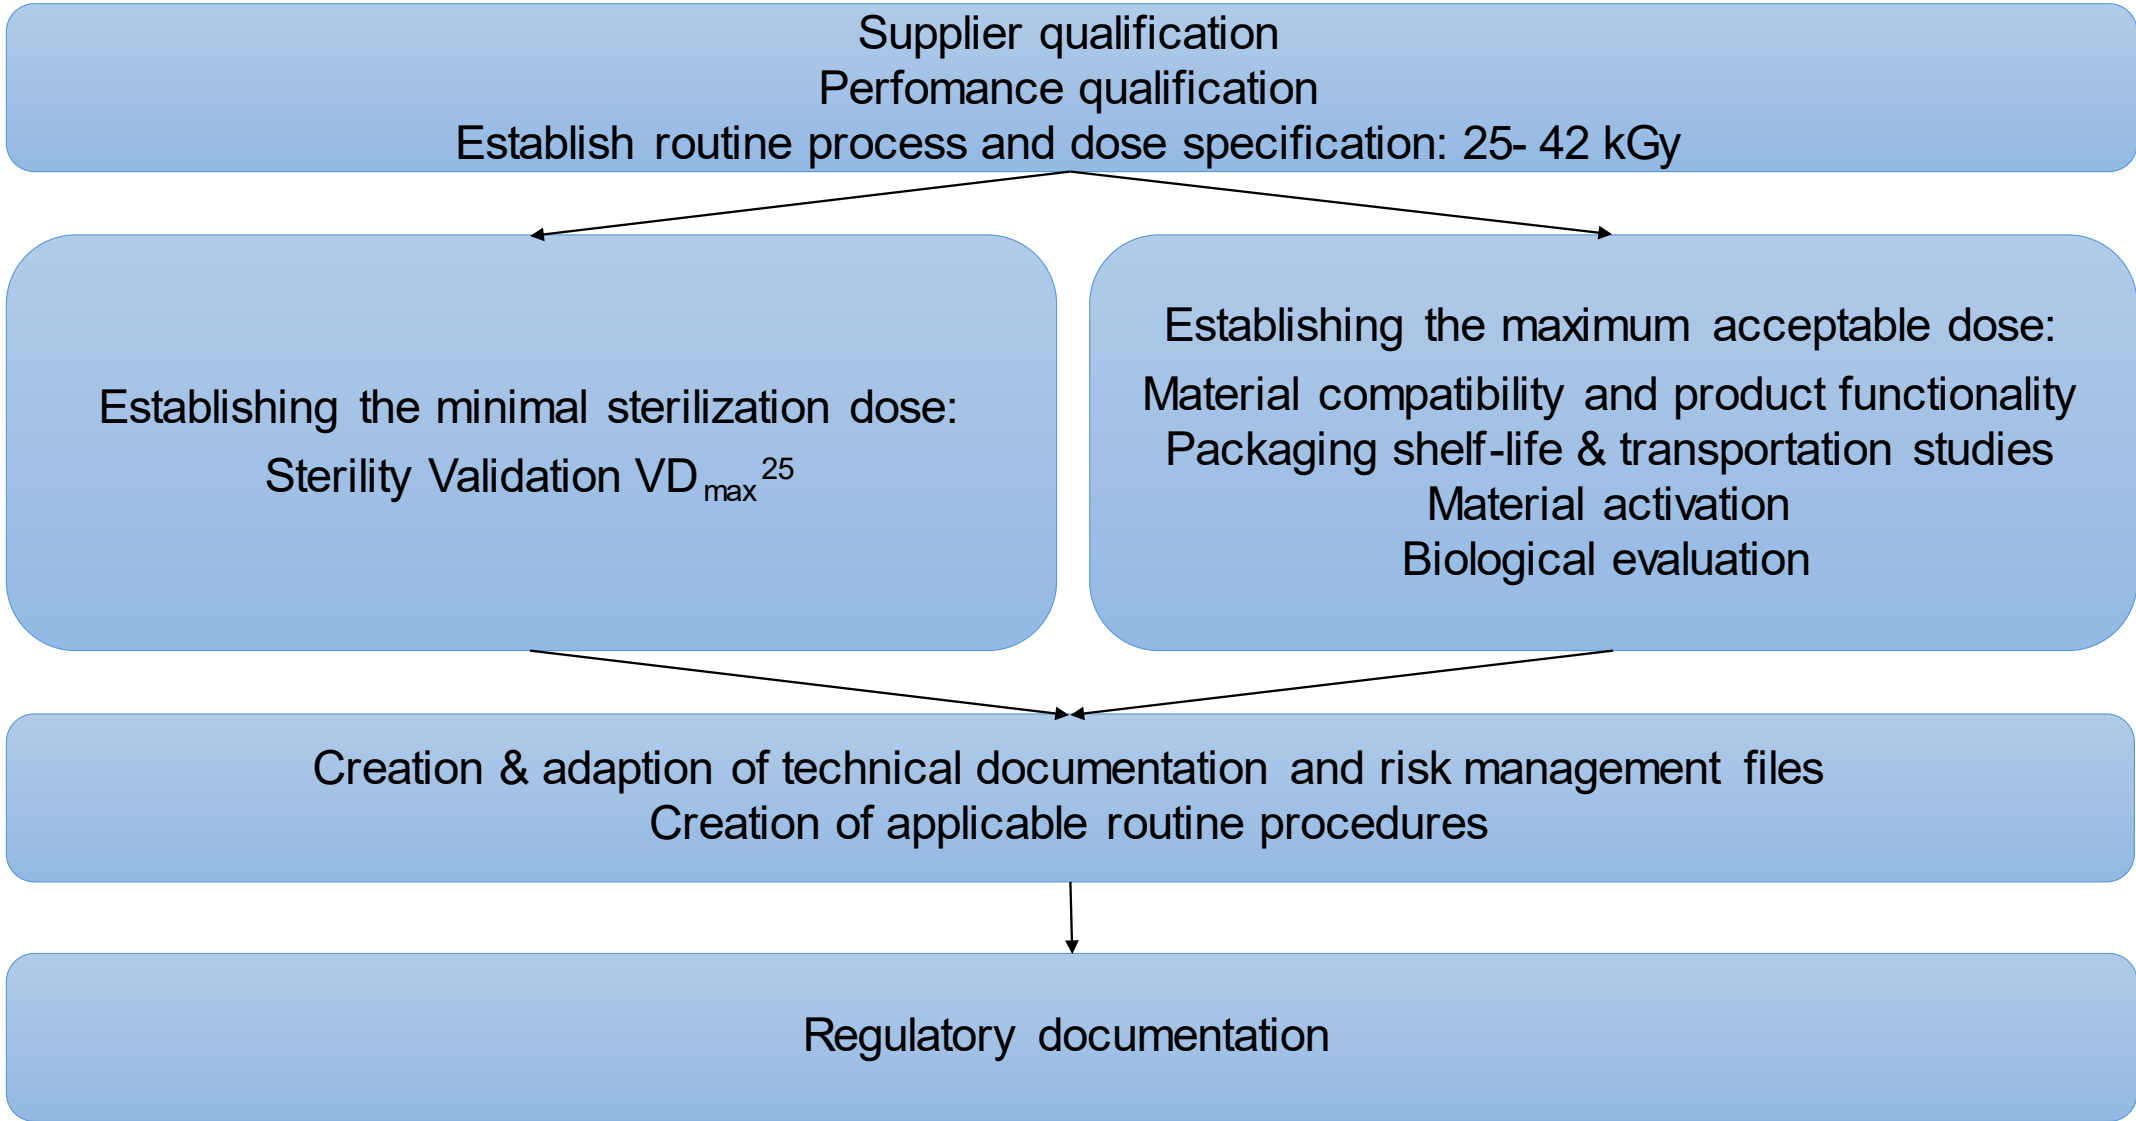 Supplier qualification
Perfomance qualification
Establish routine process and dose specification: 25- 42 kGy
Establishing the minimal sterilization dose:
Sterility Validation VDmax25
Establishing the maximum acceptable dose:
Material compatibility and product functionality
Packaging shelf-life & transportation studies
Material activation
Biological evaluation
Creation & adaption of technical documentation and risk management files
Creation of applicable routine procedures
Regulatory documentation